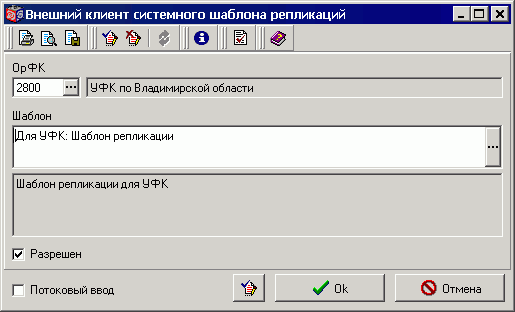 Внешний клиент системного шаблона репликаций
ОрФК
2800 ... УФК по Владимирской области
Шаблон
Для УФК: Шаблон репликации ...
Шаблон репликации для УФК
Разрешен
Потоковый ввод Ok Отмена